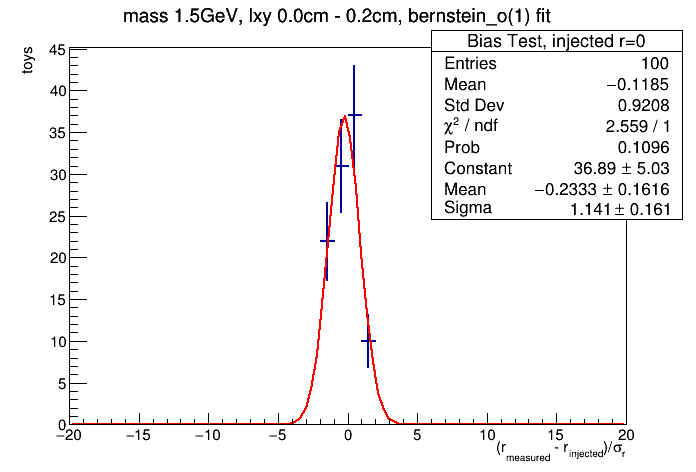 mass 1.5GeV, lxy 0.0cm - 0.2cm, bernstein_o(1) fit
toys
Bias Test, injected r=0
Entries 100
Mean −0.1185
Std Dev 0.9208
χ² / ndf 2.559 / 1
Prob 0.1096
Constant 36.89 ± 5.03
Mean −0.2333 ± 0.1616
Sigma 1.141 ± 0.161
45
40
35
30
25
20
15
10
5
0
−20 −15 −10 −5 0 5 10 15 20
(r_measured - r_injected)/σ_r